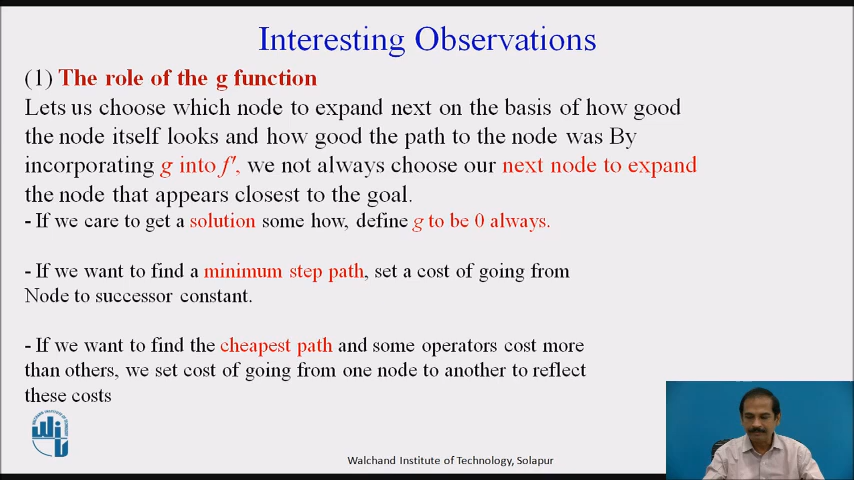 Interesting Observations
(1) The role of the g function
Lets us choose which node to expand next on the basis of how good
the node itself looks and how good the path to the node was By
incorporating g into f', we not always choose our next node to expand
the node that appears closest to the goal.
- If we care to get a solution some how, define g to be 0 always.
- If we want to find a minimum step path, set a cost of going from
Node to successor constant.
- If we want to find the cheapest path and some operators cost more
than others, we set cost of going from one node to another to reflect
these costs
Walchand Institute of Technology, Solapur